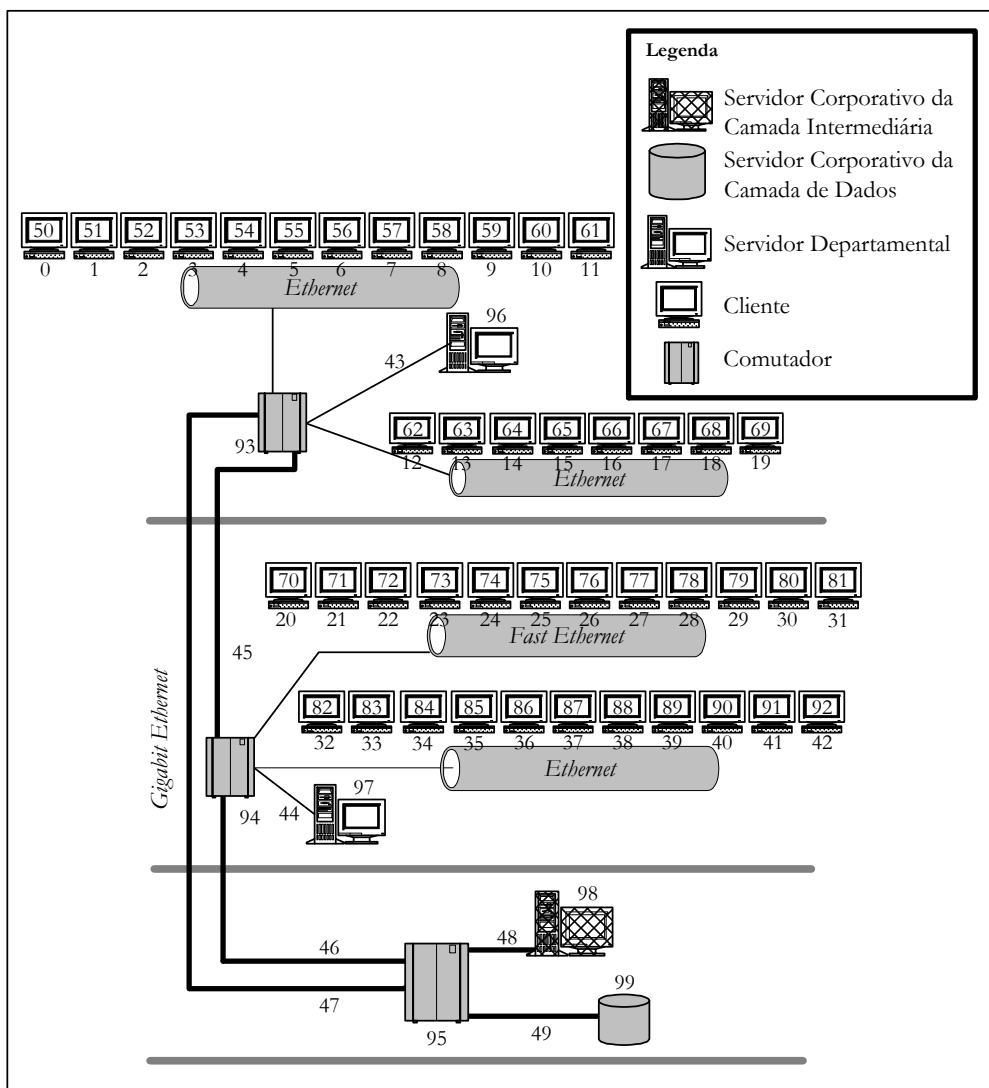 Legenda
Servidor Corporativo da
Camada Intermediária
Servidor Corporativo da
Camada de Dados
Servidor Departamental
Cliente
Comutador
50 51 52 53 54 55 56 57 58 59 60 61
0 1 2 3 4 5 6 7 8 9 10 11
Ethernet
96
43
93
62 63 64 65 66 67 68 69
12 13 14 15 16 17 18 19
Ethernet
70 71 72 73 74 75 76 77 78 79 80 81
20 21 22 23 24 25 26 27 28 29 30 31
Fast Ethernet
45
Gigabit Ethernet
82 83 84 85 86 87 88 89 90 91 92
32 33 34 35 36 37 38 39 40 41 42
Ethernet
97
94 44
98
46
48
99
47
95
49